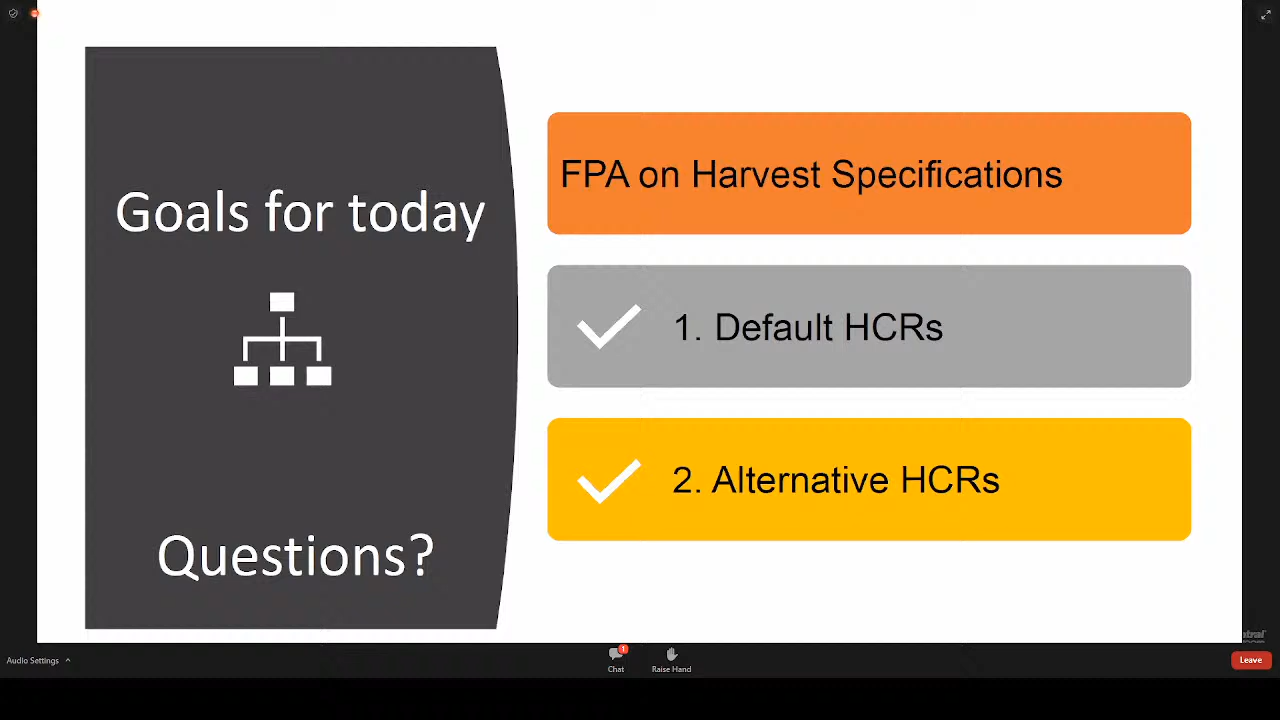 Goals for today
Questions?
FPA on Harvest Specifications
1. Default HCRs
2. Alternative HCRs
Audio Settings
1
Chat
Raise Hand
Leave